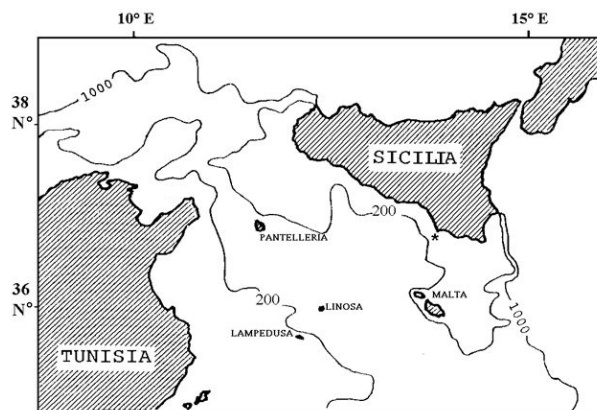 10° E 15° E
1000
38
N°
SICILIA
200
PANTELLERIA
36
N°
MALTA
200
LINOSA
1000
LAMPEDUSA
TUNISIA
*